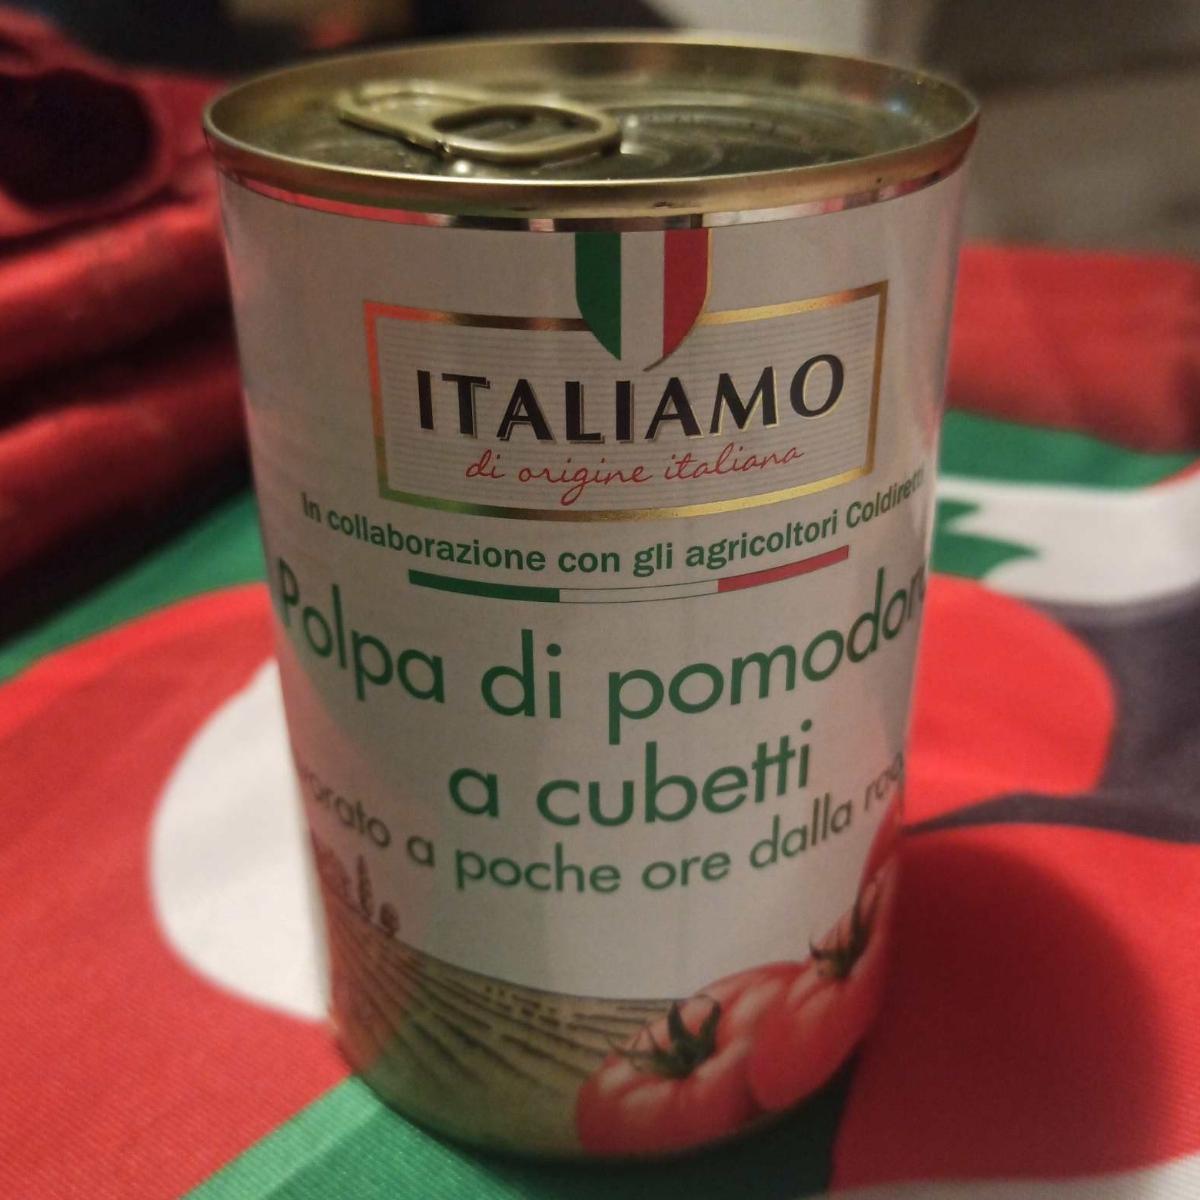 ITALIAMO
di origine italiana
In collaborazione con gli agricoltori
Polpa di pomodoro
a cubetti
a poche ore dalla